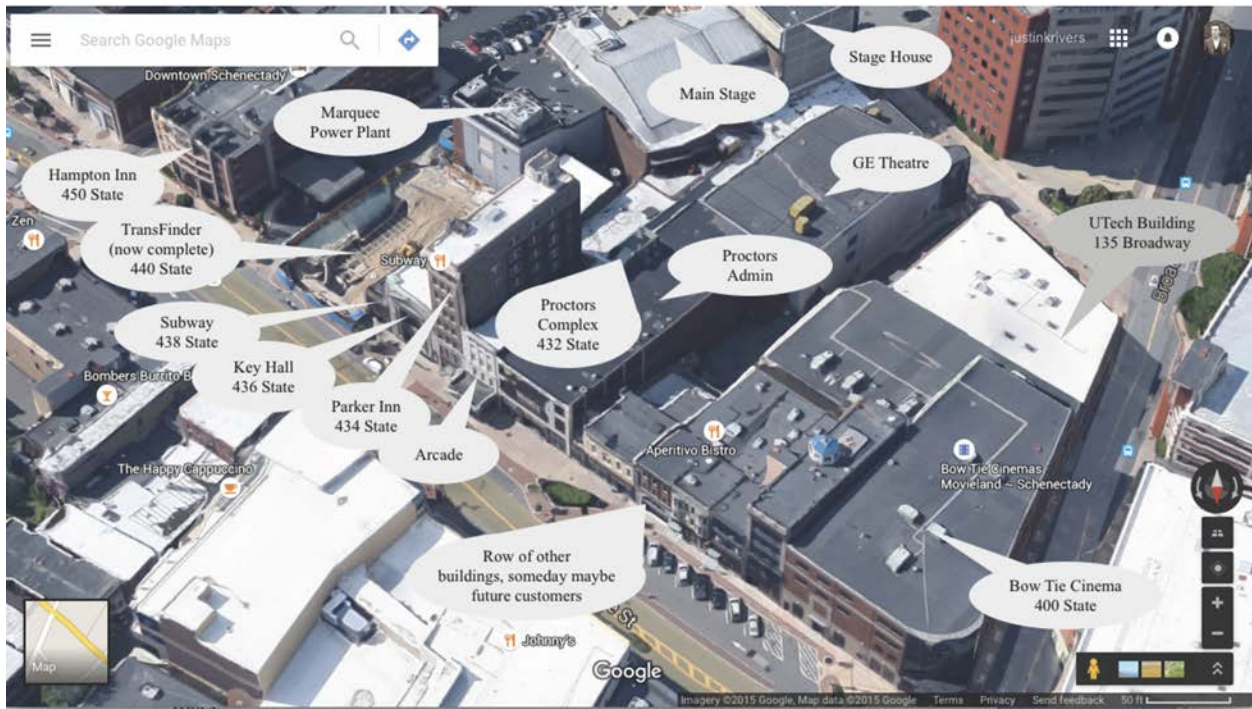 Search Google Maps
justinkrivers
Downtown Schenectady
Stage House
Main Stage
Marquee
Power Plant
GE Theatre
Hampton Inn
450 State
Zen
UTech Building
135 Broadway
TransFinder
(now complete)
440 State
Subway
Proctors
Admin
Proctors
Complex
432 State
Subway
438 State
Key Hall
436 State
Bombers Burrito B
Parker Inn
434 State
Arcade
Aperitivo Bistro
Bow Tie Cinemas
Movieland ~ Schenectady
The Happy Cappuccino
Row of other
buildings, someday maybe
future customers
Bow Tie Cinema
400 State
St
Johnny's
Map
Google
Imagery ©2015 Google, Map data ©2015 Google
Terms
Privacy
Send feedback
50 ft